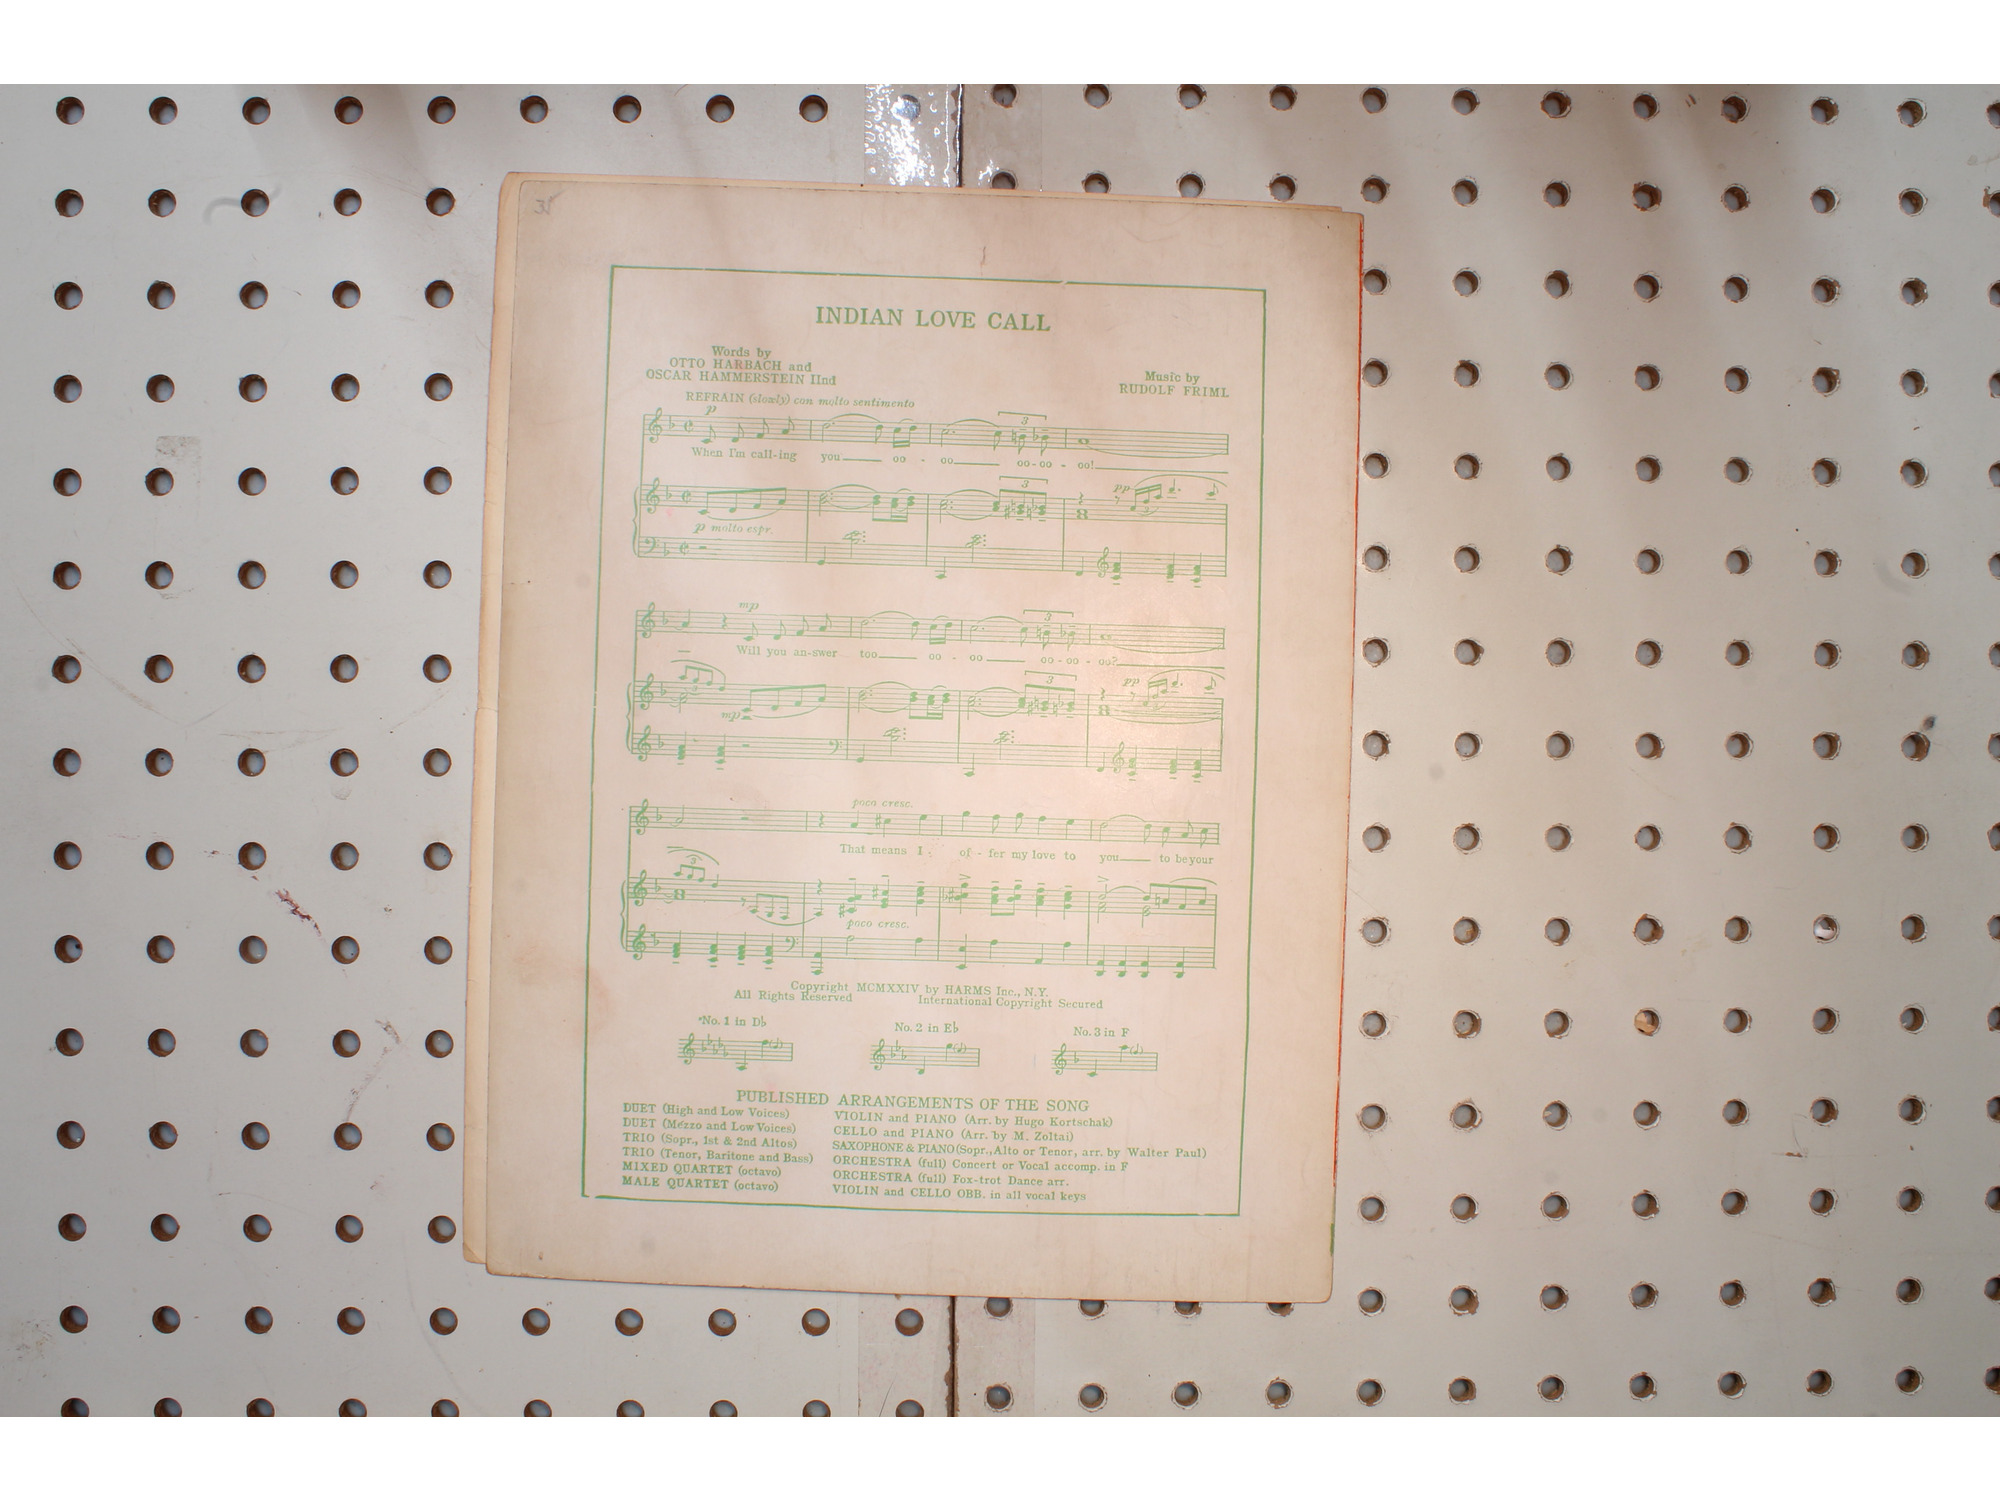 31
INDIAN LOVE CALL
Words by
OTTO HARBACH and
OSCAR HAMMERSTEIN IInd
Music by
RUDOLF FRIML
REFRAIN (slowly) con molto sentimento
p
3
When I'm call-ing you oo - oo oo-oo - oo!
3
pp
3
p molto espr.
mp
3
Will you an-swer too oo - oo oo-oo - oo?
3
3
pp
mp
poco cresc.
That means I of - fer my love to you to be your
3
poco cresc.
Copyright MCMXXIV by HARMS Inc., N.Y.
All Rights Reserved International Copyright Secured
*No. 1 in D♭ No. 2 in E♭ No. 3 in F
PUBLISHED ARRANGEMENTS OF THE SONG
DUET (High and Low Voices)
DUET (Mezzo and Low Voices)
TRIO (Sopr., 1st & 2nd Altos)
TRIO (Tenor, Baritone and Bass)
MIXED QUARTET (octavo)
MALE QUARTET (octavo)
VIOLIN and PIANO (Arr. by Hugo Kortschak)
CELLO and PIANO (Arr. by M. Zoltai)
SAXOPHONE & PIANO (Sopr., Alto or Tenor, arr. by Walter Paul)
ORCHESTRA (full) Concert or Vocal accomp. in F
ORCHESTRA (full) Fox-trot Dance arr.
VIOLIN and CELLO OBB. in all vocal keys